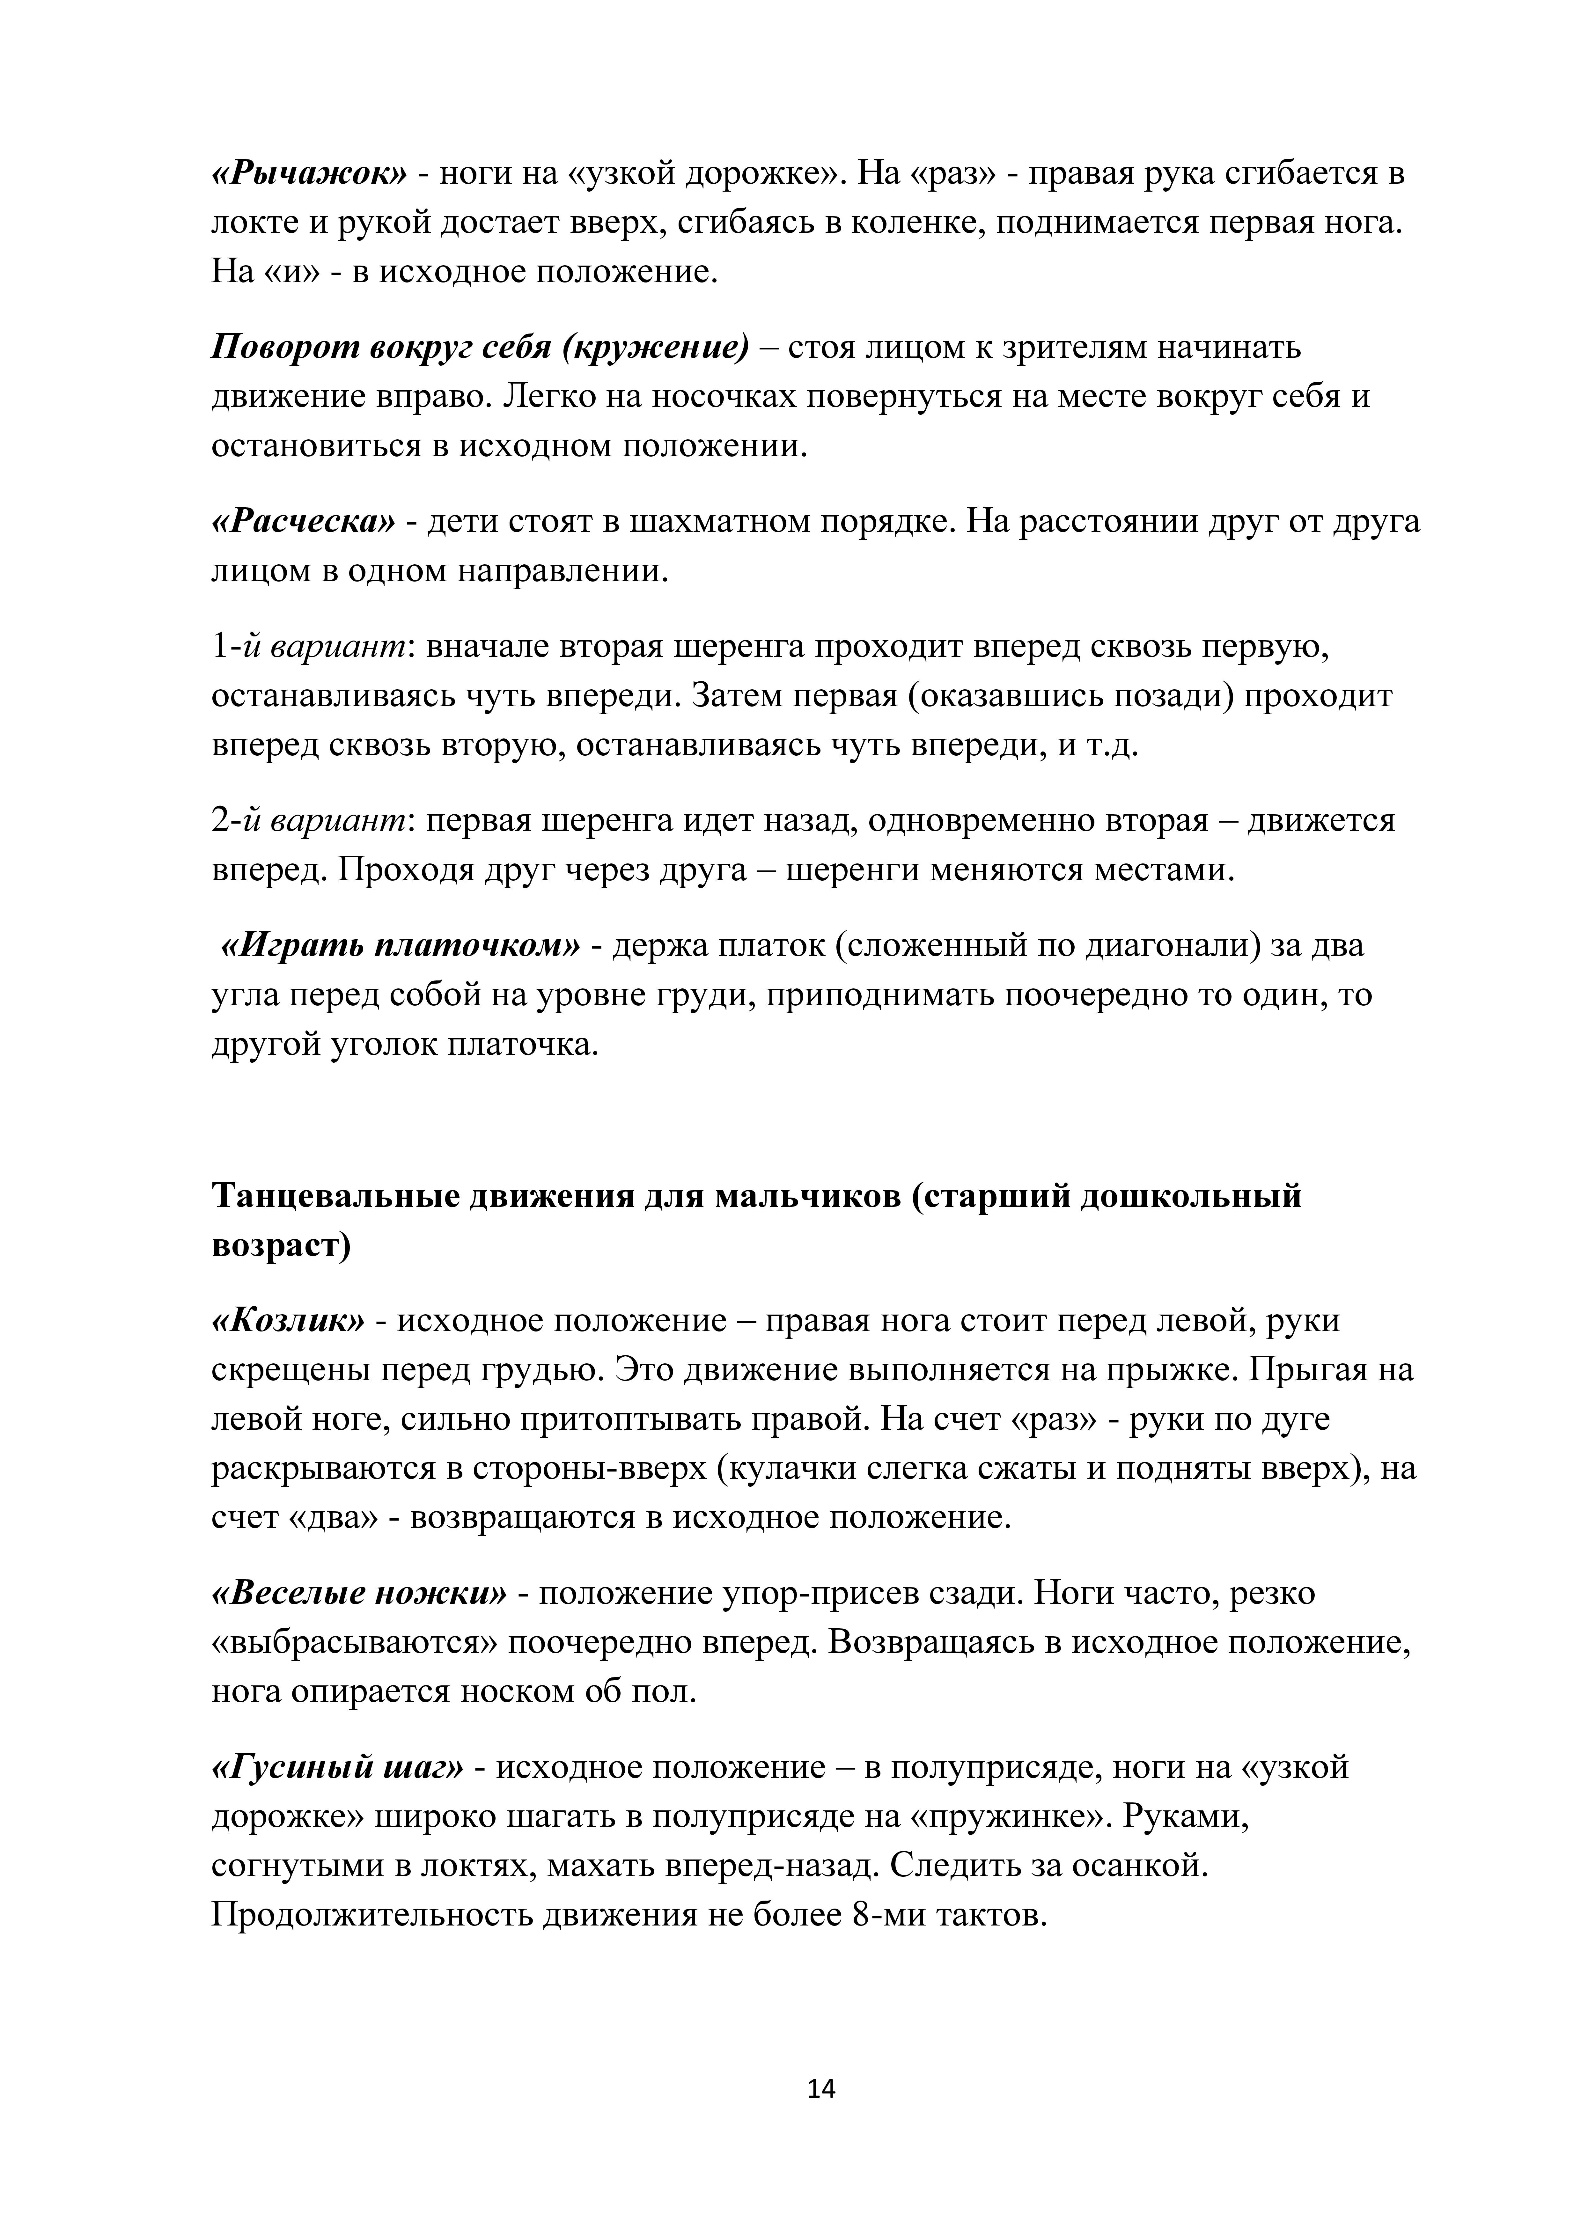 «Рычажок» - ноги на «узкой дорожке». На «раз» - правая рука сгибается в
локте и рукой достает вверх, сгибаясь в коленке, поднимается первая нога.
На «и» - в исходное положение.
Поворот вокруг себя (кружение) – стоя лицом к зрителям начинать
движение вправо. Легко на носочках повернуться на месте вокруг себя и
остановиться в исходном положении.
«Расческа» - дети стоят в шахматном порядке. На расстоянии друг от друга
лицом в одном направлении.
1-й вариант: вначале вторая шеренга проходит вперед сквозь первую,
останавливаясь чуть впереди. Затем первая (оказавшись позади) проходит
вперед сквозь вторую, останавливаясь чуть впереди, и т.д.
2-й вариант: первая шеренга идет назад, одновременно вторая – движется
вперед. Проходя друг через друга – шеренги меняются местами.
«Играть платочком» - держа платок (сложенный по диагонали) за два
угла перед собой на уровне груди, приподнимать поочередно то один, то
другой уголок платочка.
Танцевальные движения для мальчиков (старший дошкольный
возраст)
«Козлик» - исходное положение – правая нога стоит перед левой, руки
скрещены перед грудью. Это движение выполняется на прыжке. Прыгая на
левой ноге, сильно притоптывать правой. На счет «раз» - руки по дуге
раскрываются в стороны-вверх (кулачки слегка сжаты и подняты вверх), на
счет «два» - возвращаются в исходное положение.
«Веселые ножки» - положение упор-присев сзади. Ноги часто, резко
«выбрасываются» поочередно вперед. Возвращаясь в исходное положение,
нога опирается носком об пол.
«Гусиный шаг» - исходное положение – в полуприсяде, ноги на «узкой
дорожке» широко шагать в полуприсяде на «пружинке». Руками,
согнутыми в локтях, махать вперед-назад. Следить за осанкой.
Продолжительность движения не более 8-ми тактов.
14